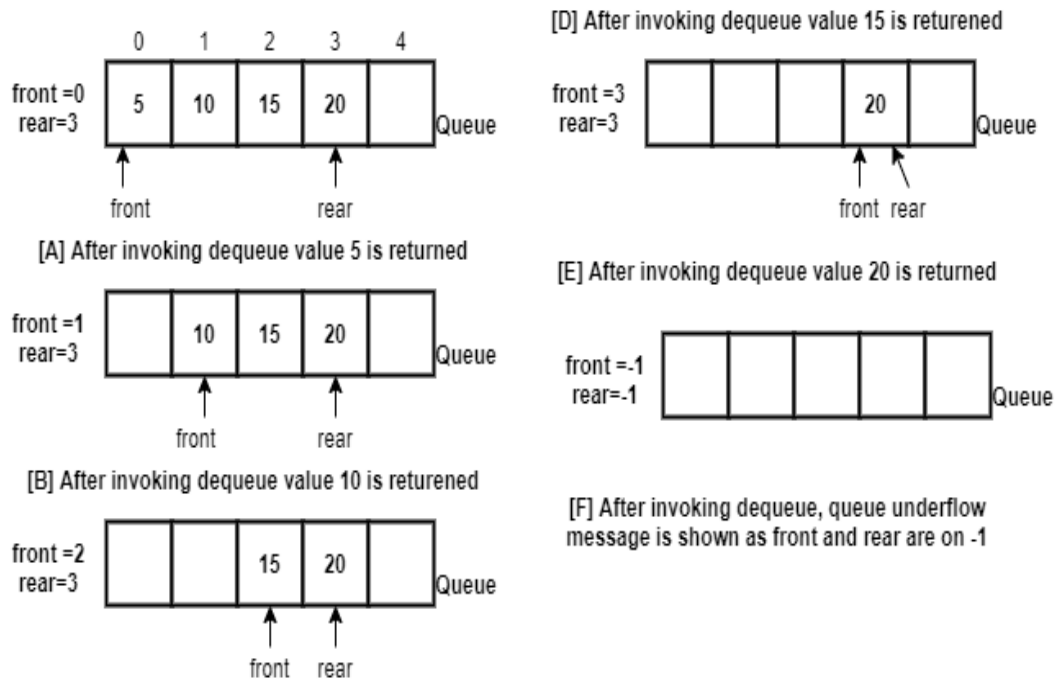 0 1 2 3 4
front =0
rear=3
5 10 15 20
Queue
front rear
[A] After invoking dequeue value 5 is returned
front =1
rear=3
10 15 20
Queue
front rear
[B] After invoking dequeue value 10 is returened
front =2
rear=3
15 20
Queue
front rear
[D] After invoking dequeue value 15 is returened
front =3
rear=3
20
Queue
front rear
[E] After invoking dequeue value 20 is returned
front =-1
rear=-1
Queue
[F] After invoking dequeue, queue underflow
message is shown as front and rear are on -1